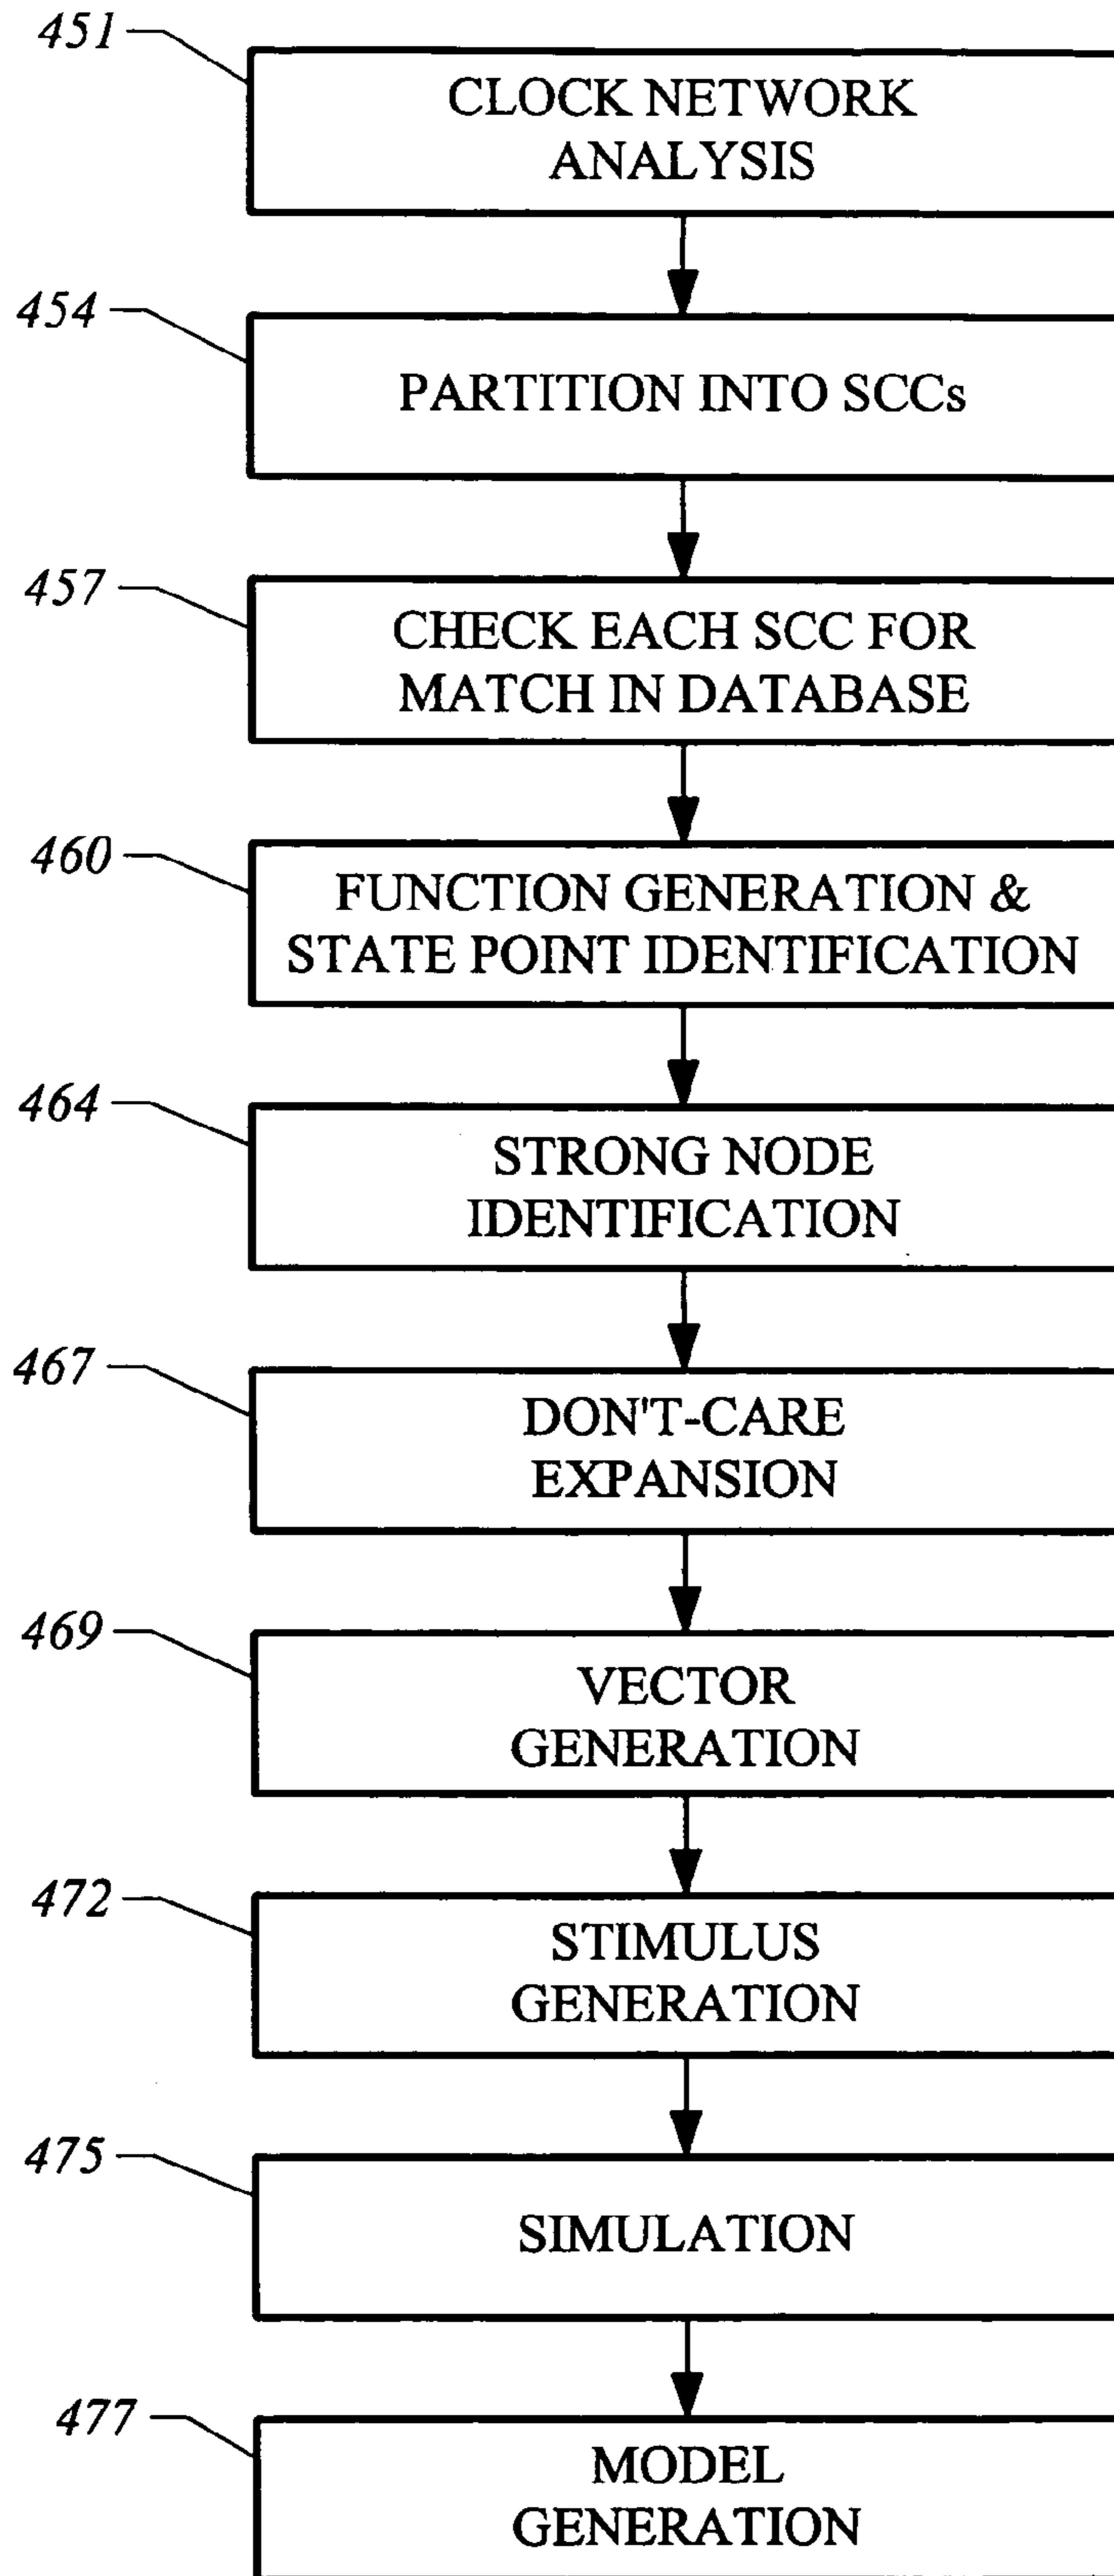 451
CLOCK NETWORK
ANALYSIS
454
PARTITION INTO SCCs
457
CHECK EACH SCC FOR
MATCH IN DATABASE
460
FUNCTION GENERATION &
STATE POINT IDENTIFICATION
464
STRONG NODE
IDENTIFICATION
467
DON'T-CARE
EXPANSION
469
VECTOR
GENERATION
472
STIMULUS
GENERATION
475
SIMULATION
477
MODEL
GENERATION